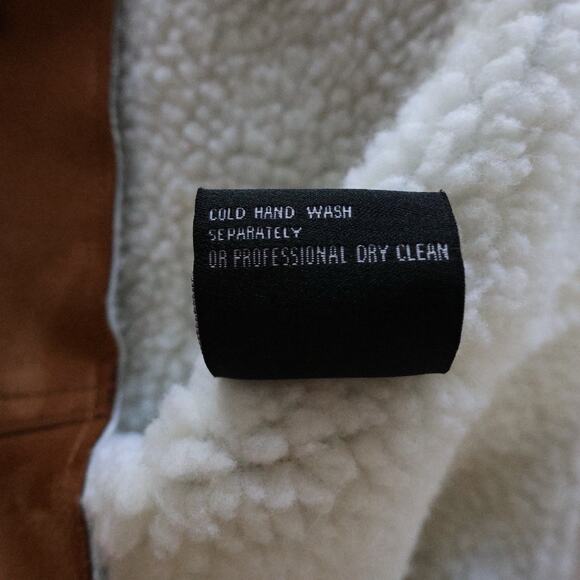 COLD HAND WASH
SEPARATELY
OR PROFESSIONAL DRY CLEAN